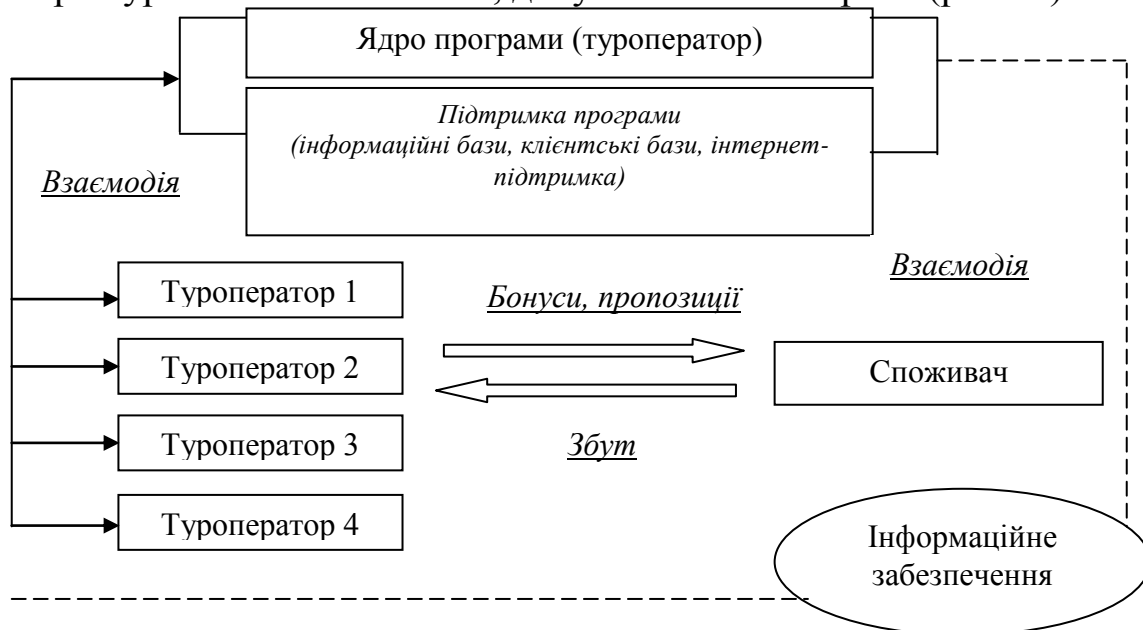 Ядро програми (туроператор)
Підтримка програми
(інформаційні бази, клієнтські бази, інтернет-
підтримка)
Взаємодія
Взаємодія
Туроператор 1
Бонуси, пропозиції
Туроператор 2
Споживач
Туроператор 3
Збут
Туроператор 4
Інформаційне
забезпечення